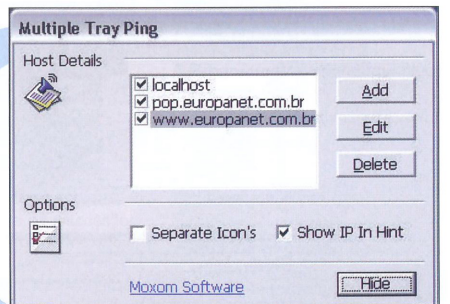 Multiple Tray Ping
Host Details
localhost
pop.europanet.com.br
www.europanet.com.br
Add
Edit
Delete
Options
Separate Icon's
Show IP In Hint
Moxom Software
Hide